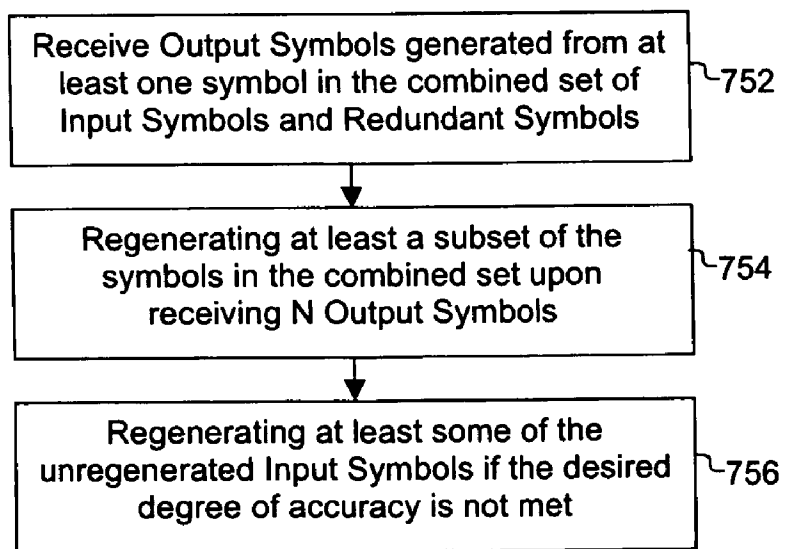 Receive Output Symbols generated from at
least one symbol in the combined set of
Input Symbols and Redundant Symbols
752
Regenerating at least a subset of the
symbols in the combined set upon
receiving N Output Symbols
754
Regenerating at least some of the
unregenerated Input Symbols if the desired
degree of accuracy is not met
756